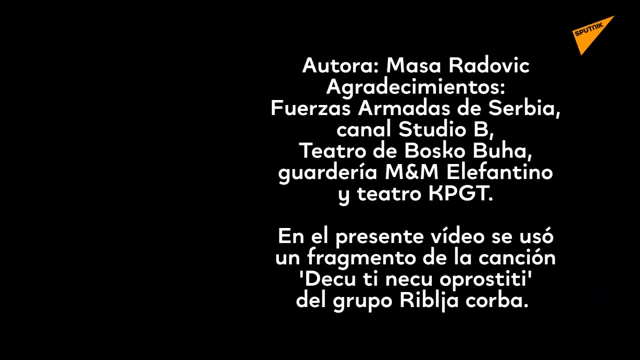 SPUTNIK
Autora: Masa Radovic
Agradecimientos:
Fuerzas Armadas de Serbia,
canal Studio B,
Teatro de Bosko Buha,
guardería M&M Elefantino
y teatro KPGT.
En el presente vídeo se usó
un fragmento de la canción
'Decu ti necu oprostiti'
del grupo Riblja corba.